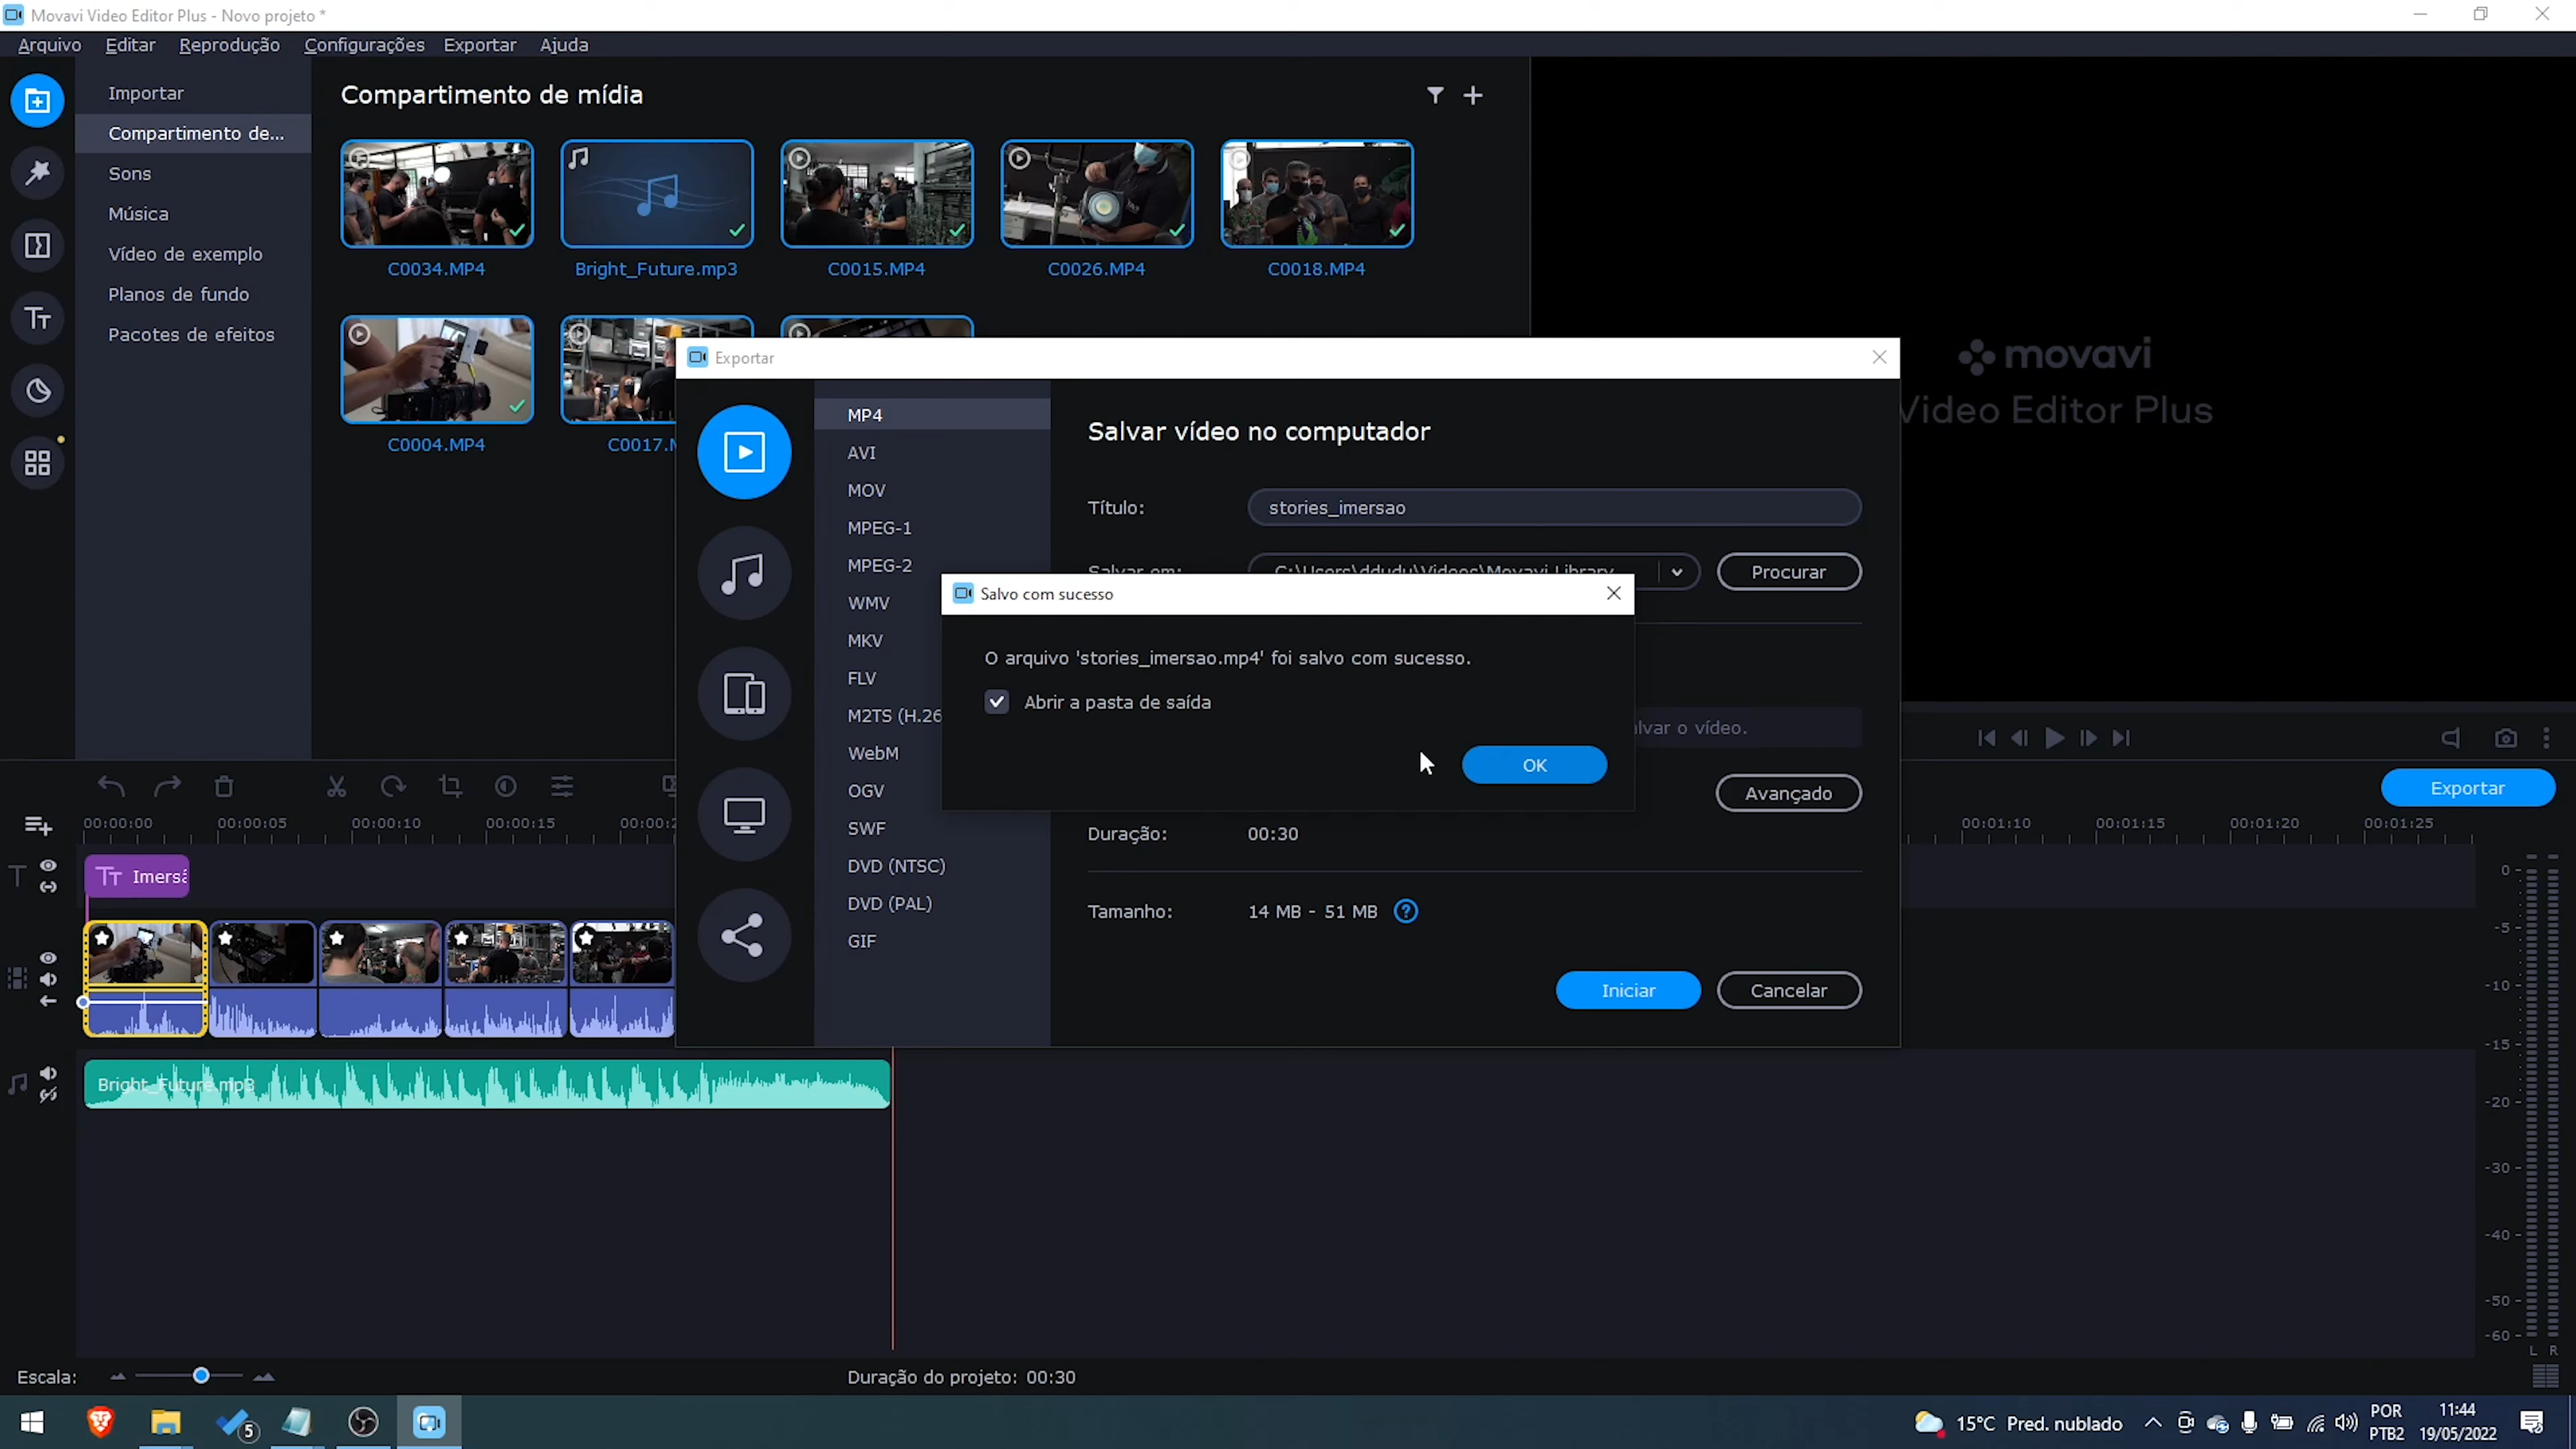 Movavi Video Editor Plus - Novo projeto *
Arquivo Editar Reprodução Configurações Exportar Ajuda
Importar
Compartimento de...
Sons
Música
Vídeo de exemplo
Planos de fundo
Pacotes de efeitos
Compartimento de mídia
C0034.MP4
Bright_Future.mp3
C0015.MP4
C0026.MP4
C0018.MP4
C0004.MP4
movavi
Video Editor Plus
Exportar
MP4
AVI
MOV
MPEG-1
MPEG-2
WMV
MKV
FLV
M2TS (H.26
WebM
OGV
SWF
DVD (NTSC)
DVD (PAL)
GIF
Salvar vídeo no computador
Título: stories_imersao
Salvar em: C:\Users\ddudu\Videos\Movavi Library Procurar
Salvo com sucesso
O arquivo 'stories_imersao.mp4' foi salvo com sucesso.
Abrir a pasta de saída
OK
o vídeo.
Avançado
Duração: 00:30
Tamanho: 14 MB - 51 MB ?
Iniciar Cancelar
Exportar
00:00:00 00:00:05 00:00:10 00:00:15 00:01:10 00:01:15 00:01:20 00:01:25
Bright_Future.mp3
0
-5
-10
-15
-20
-30
-40
-50
-60
L R
Escala:
Duração do projeto: 00:30
5
15°C Pred. nublado
POR
PTB2
11:44
19/05/2022